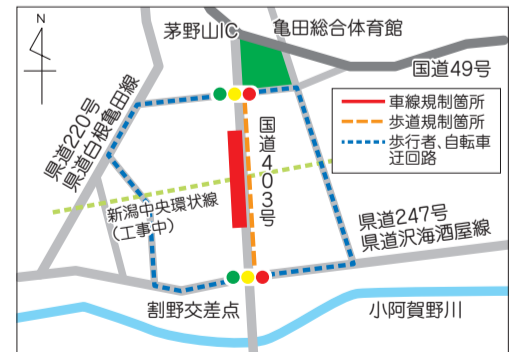 N
茅野山IC
亀田総合体育館
国道49号
車線規制箇所
歩道規制箇所
歩行者、自転車
迂回路
県道220号
県道白根亀田線
国道403号
新潟中央環状線
(工事中)
県道247号
県道沢海酒屋線
割野交差点
小阿賀野川